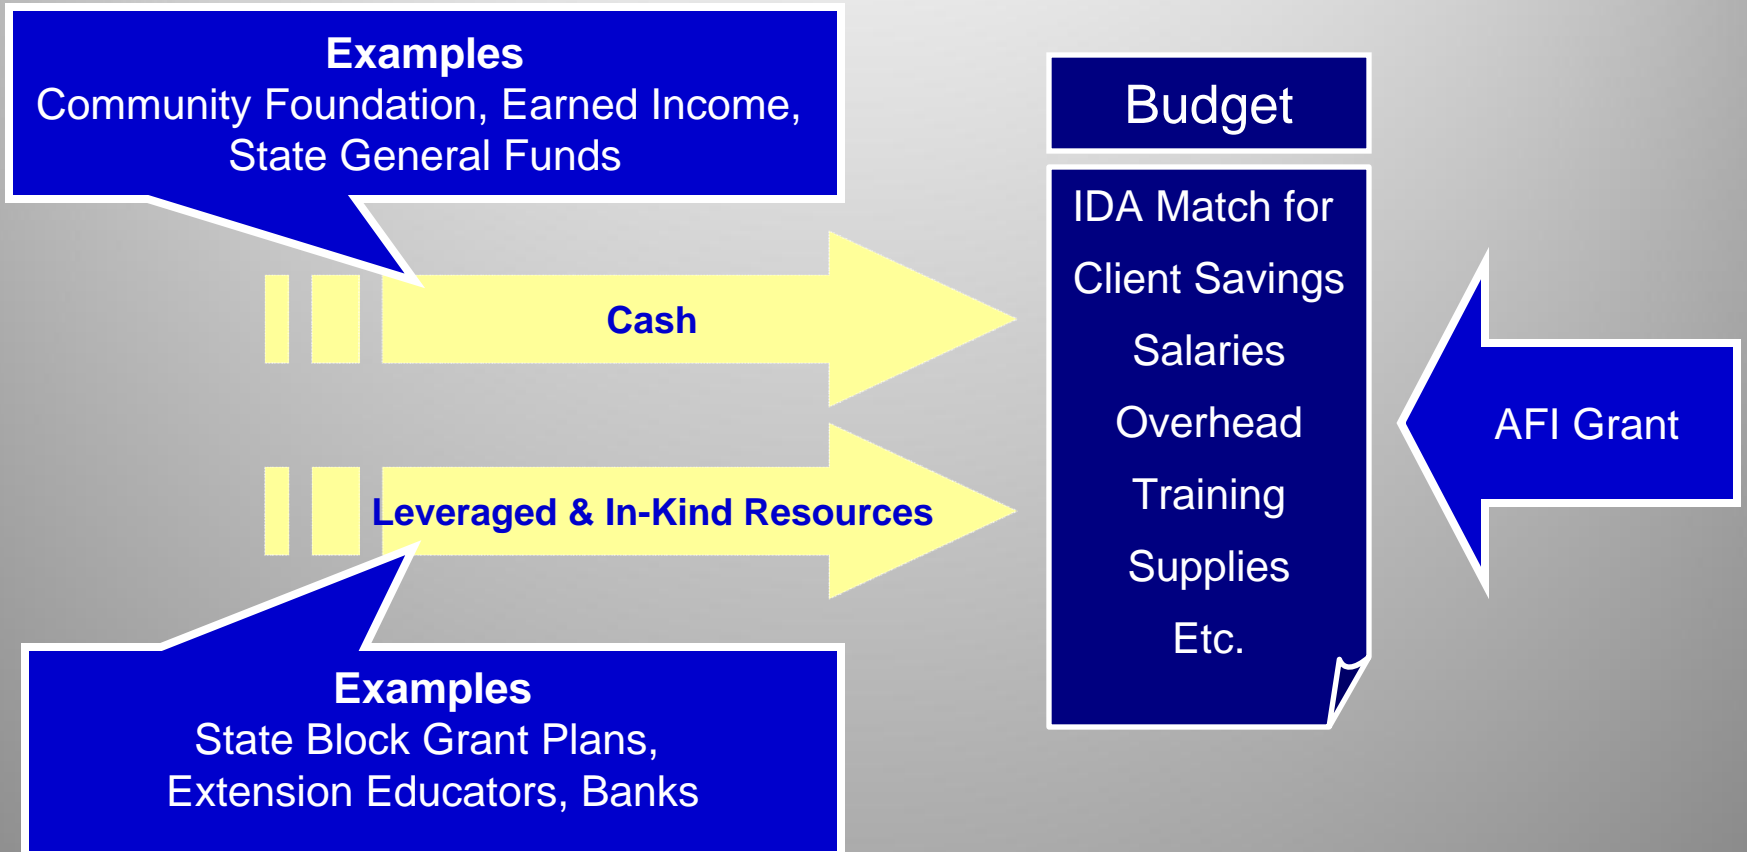 Examples
Community Foundation, Earned Income,
State General Funds
Cash
Leveraged & In-Kind Resources
Examples
State Block Grant Plans,
Extension Educators, Banks
Budget
IDA Match for
Client Savings
Salaries
Overhead
Training
Supplies
Etc.
AFI Grant